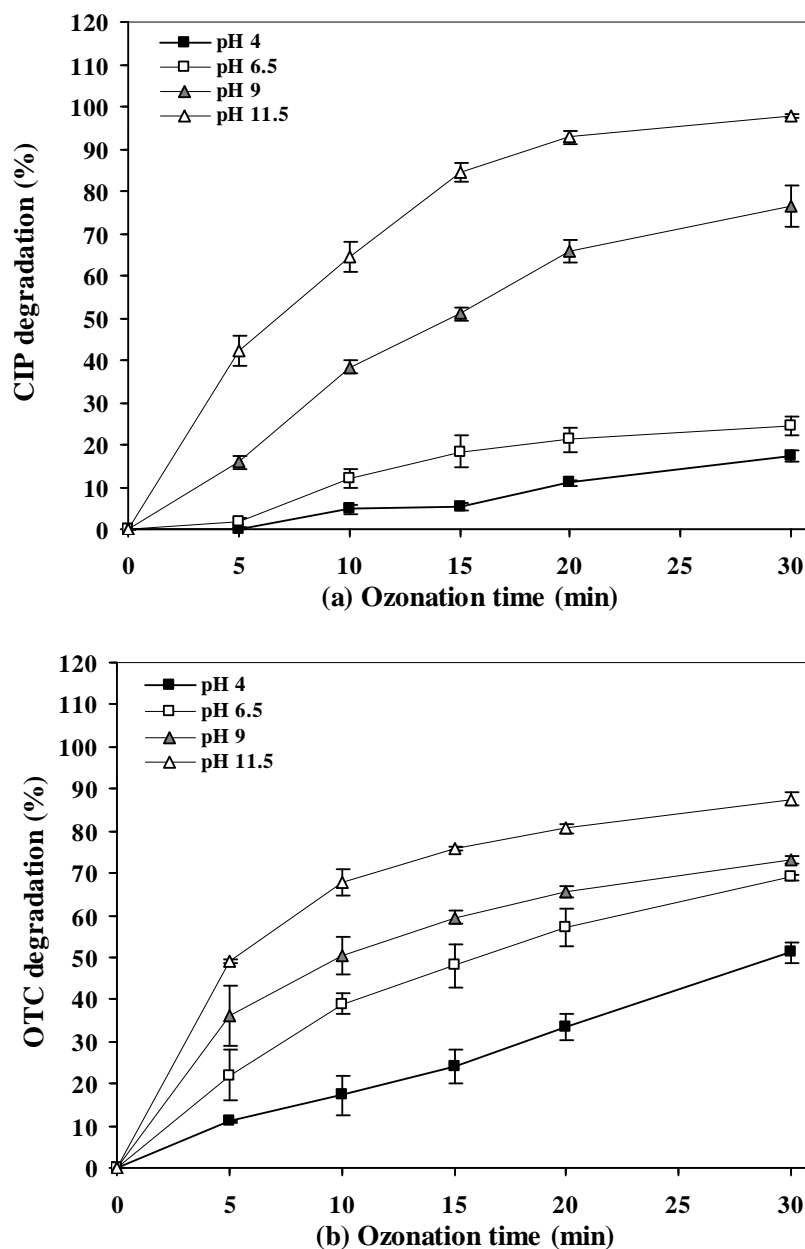 120
110
100
90
80
70
60
50
40
30
20
10
0
CIP degradation (%)
pH 4
pH 6.5
pH 9
pH 11.5
0 5 10 15 20 25 30
(a) Ozonation time (min)
120
110
100
90
80
70
60
50
40
30
20
10
0
OTC degradation (%)
pH 4
pH 6.5
pH 9
pH 11.5
0 5 10 15 20 25 30
(b) Ozonation time (min)